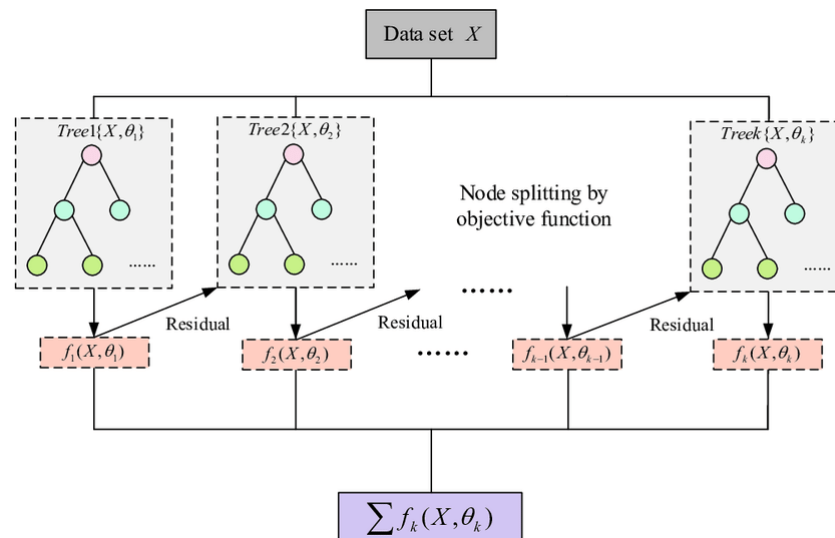 Data set X
Tree1{X,θ₁}
Tree2{X,θ₂}
Treek{X,θₖ}
Node splitting by
objective function
......
......
......
......
Residual
Residual
Residual
f₁(X,θ₁)
f₂(X,θ₂)
......
fₖ₋₁(X,θₖ₋₁)
fₖ(X,θₖ)
∑fₖ(X,θₖ)